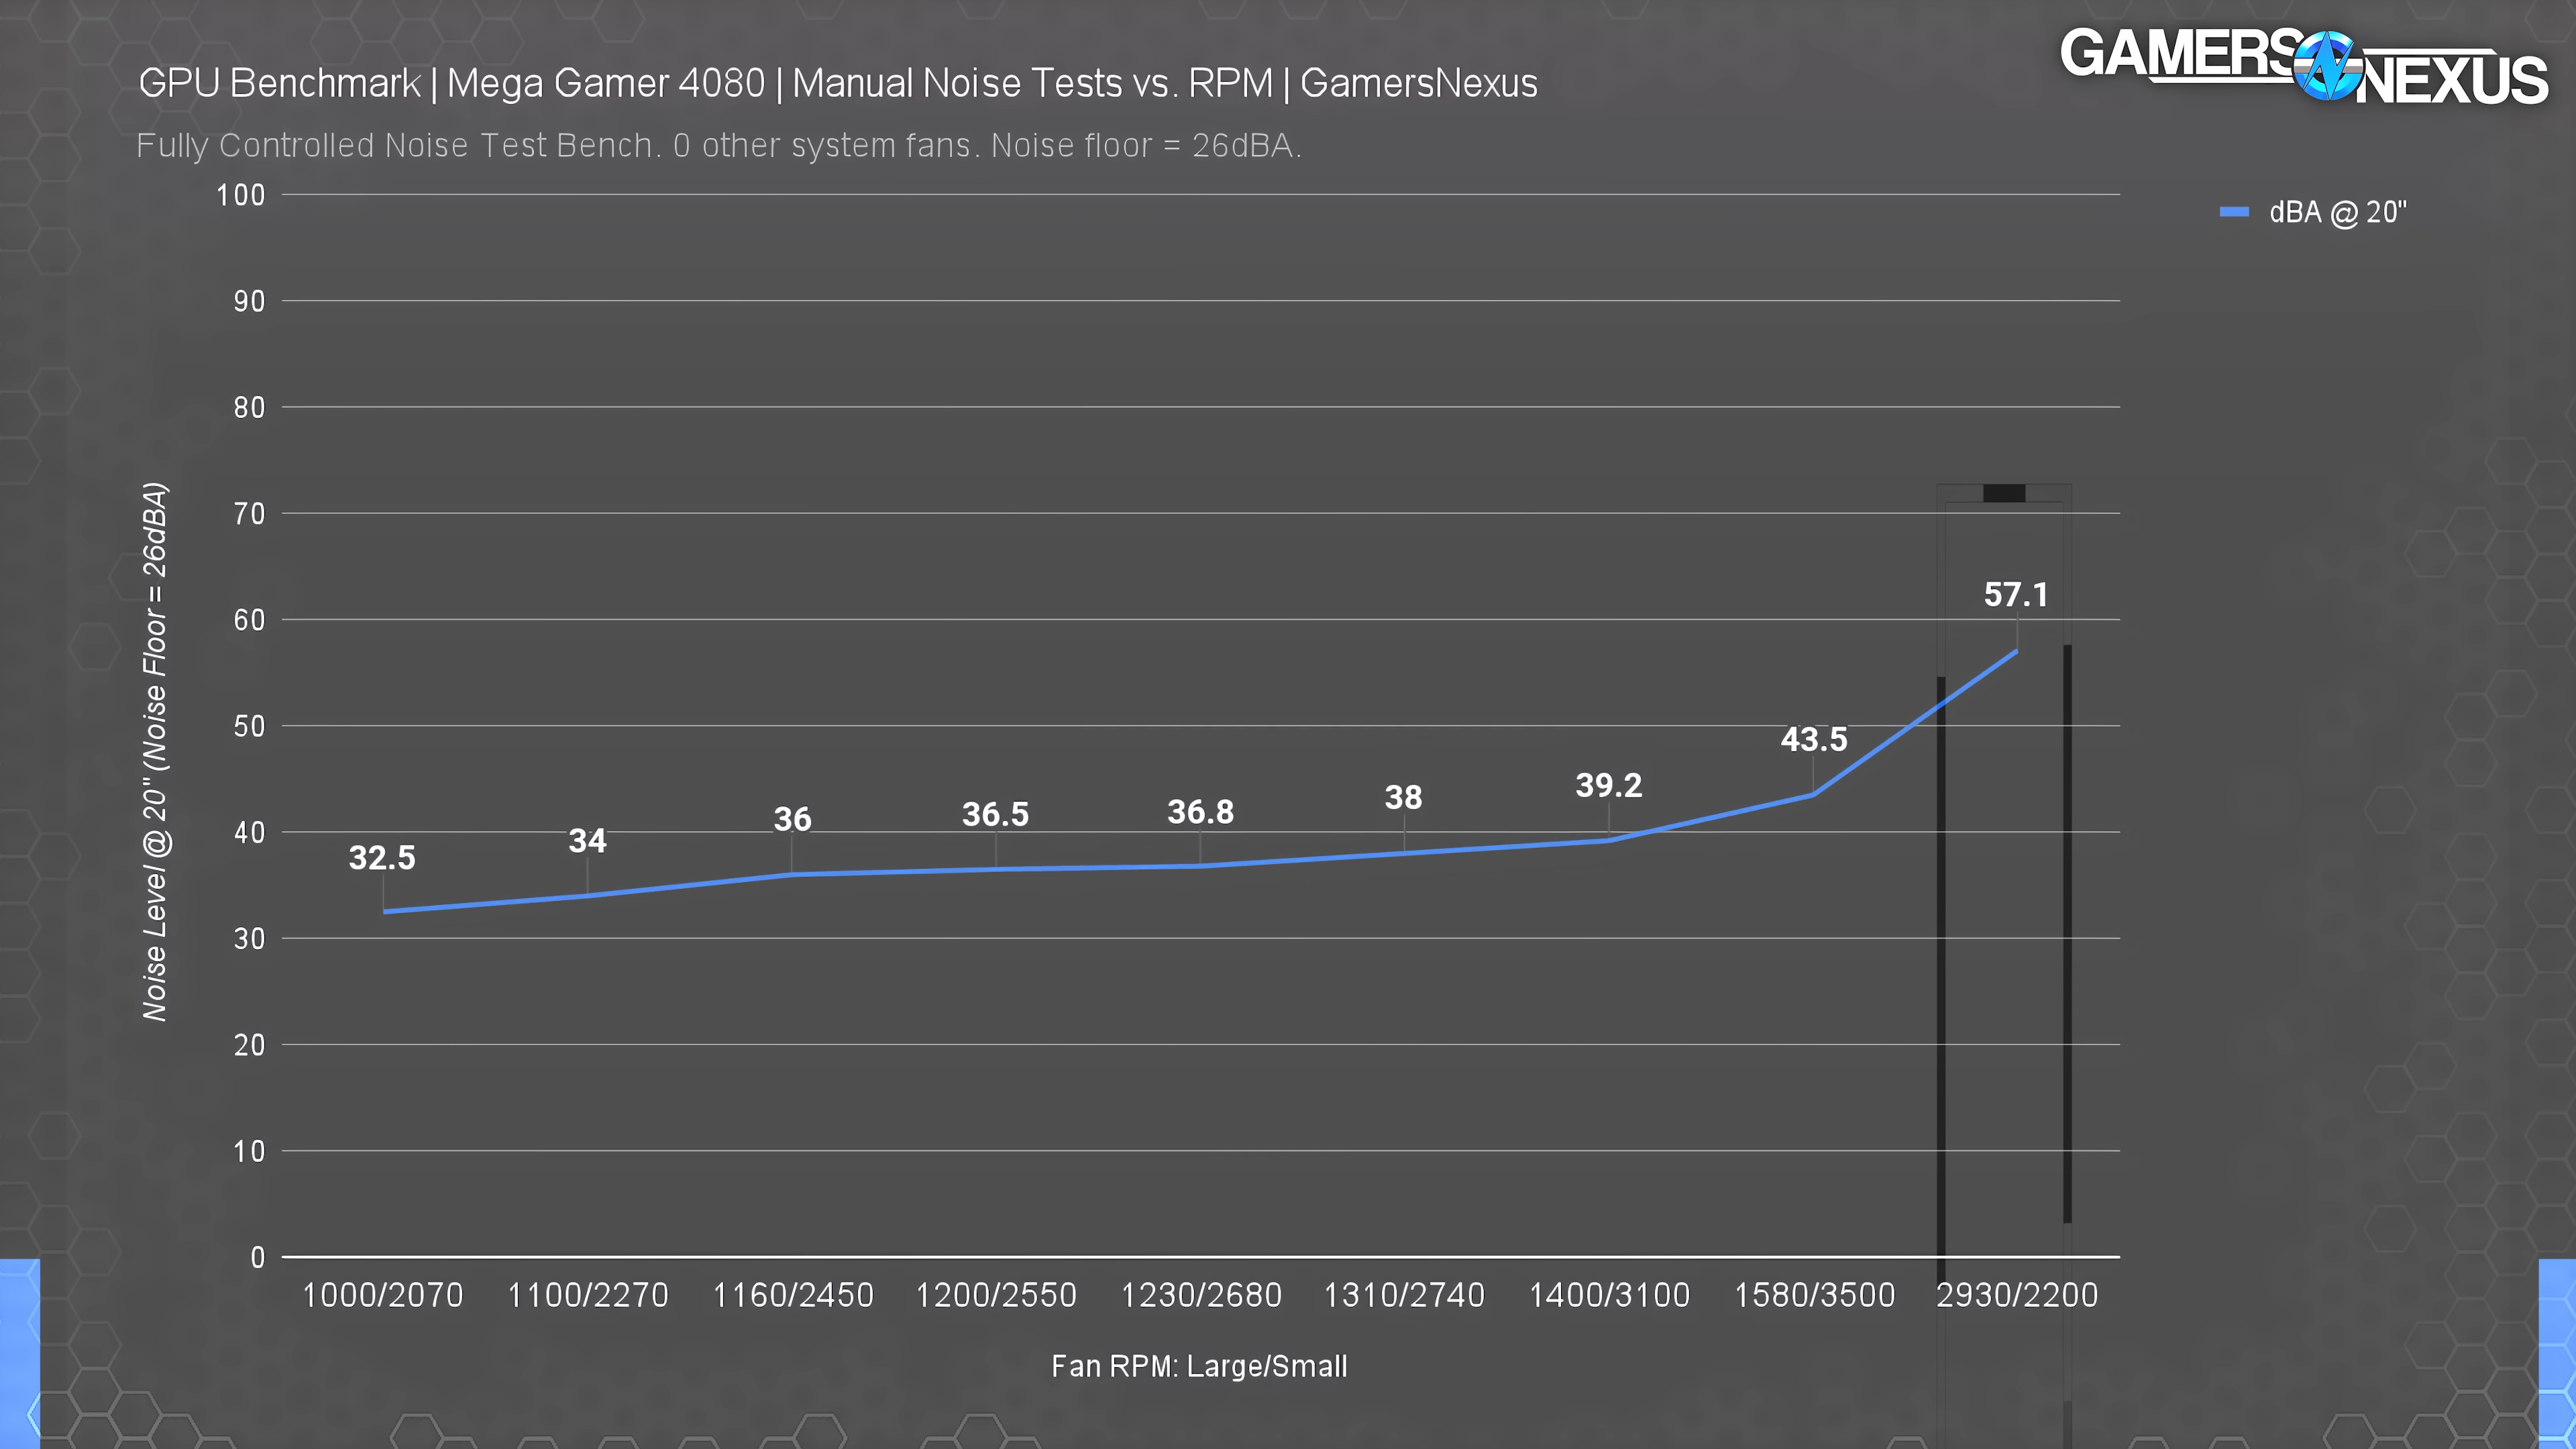 GAMERS NEXUS
GPU Benchmark | Mega Gamer 4080 | Manual Noise Tests vs. RPM | GamersNexus
Fully Controlled Noise Test Bench. 0 other system fans. Noise floor = 26dBA.
dBA @ 20"
Noise Level @ 20" (Noise Floor = 26dBA)
100
90
80
70
60
50
40
30
20
10
0
32.5
34
36
36.5
36.8
38
39.2
43.5
57.1
1000/2070 1100/2270 1160/2450 1200/2550 1230/2680 1310/2740 1400/3100 1580/3500 2930/2200
Fan RPM: Large/Small